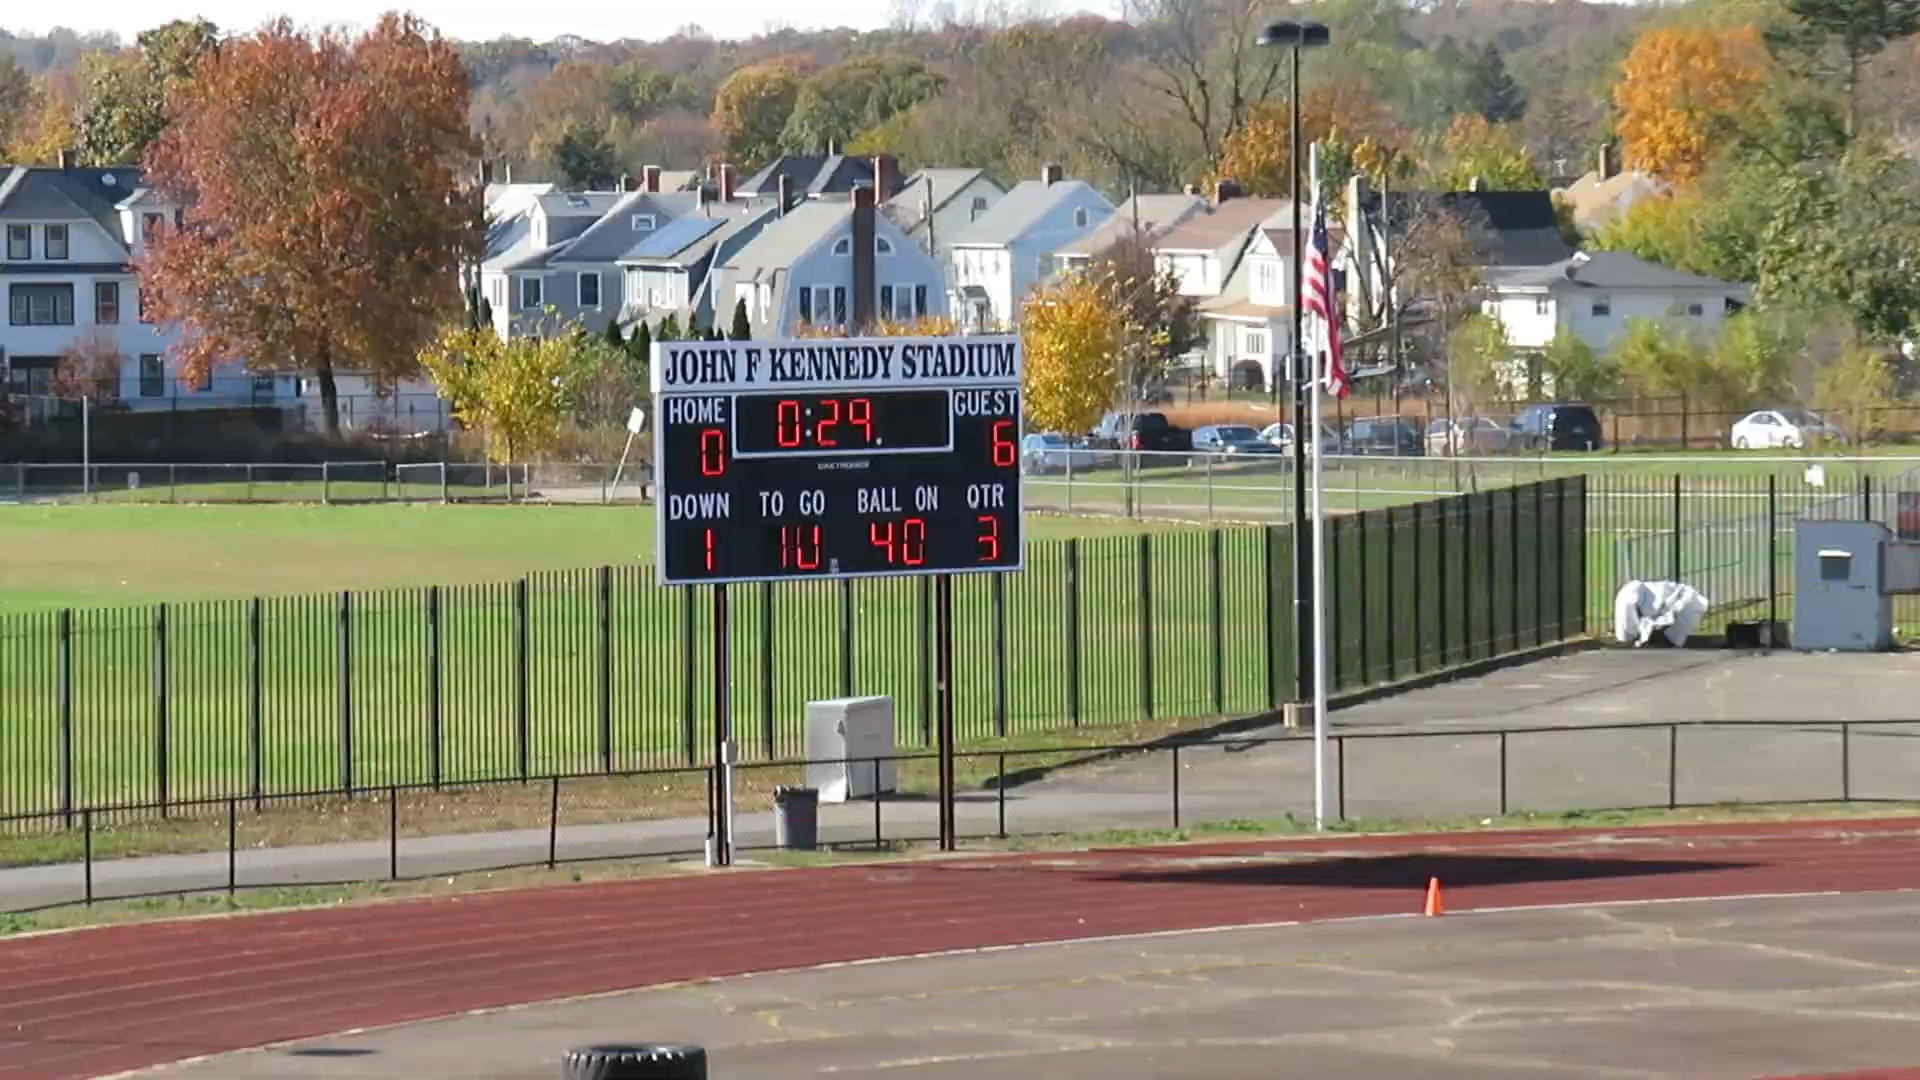 JOHN F KENNEDY STADIUM
HOME 0:29 GUEST
0 6
DAKTRONICS
DOWN TO GO BALL ON QTR
1 10 40 3